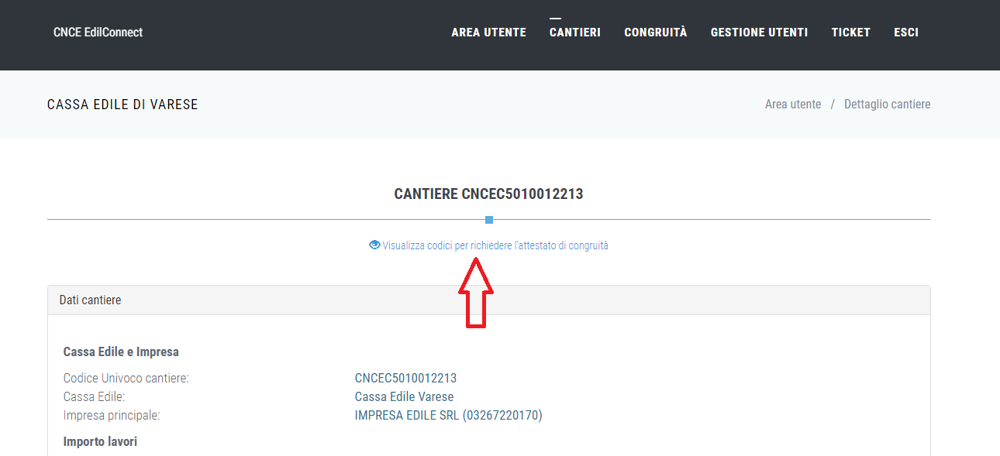 CNCE EdilConnect
AREA UTENTE CANTIERI CONGRUITÀ GESTIONE UTENTI TICKET ESCI
CASSA EDILE DI VARESE
Area utente / Dettaglio cantiere
CANTIERE CNCEC5010012213
Visualizza codici per richiedere l'attestato di congruità
Dati cantiere
Cassa Edile e Impresa
Codice Univoco cantiere: CNCEC5010012213
Cassa Edile: Cassa Edile Varese
Impresa principale: IMPRESA EDILE SRL (03267220170)
Importo lavori